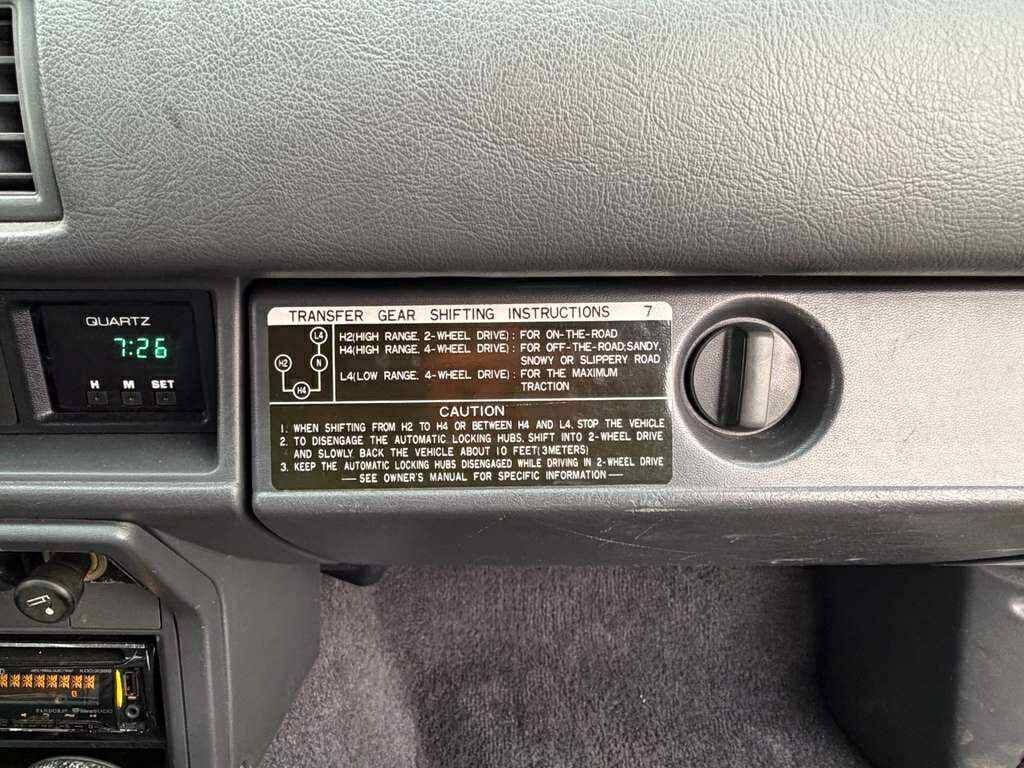 QUARTZ
7:26
H M SET
TRANSFER GEAR SHIFTING INSTRUCTIONS 7
L4
H2
N
H4
H2(HIGH RANGE, 2-WHEEL DRIVE): FOR ON-THE-ROAD
H4(HIGH RANGE, 4-WHEEL DRIVE): FOR OFF-THE-ROAD;SANDY,
SNOWY OR SLIPPERY ROAD
L4(LOW RANGE, 4-WHEEL DRIVE): FOR THE MAXIMUM
TRACTION
CAUTION
1. WHEN SHIFTING FROM H2 TO H4 OR BETWEEN H4 AND L4, STOP THE VEHICLE
2. TO DISENGAGE THE AUTOMATIC LOCKING HUBS, SHIFT INTO 2-WHEEL DRIVE
AND SLOWLY BACK THE VEHICLE ABOUT 10 FEET(3METERS)
3. KEEP THE AUTOMATIC LOCKING HUBS DISENGAGED WHILE DRIVING IN 2-WHEEL DRIVE
— SEE OWNER'S MANUAL FOR SPECIFIC INFORMATION —